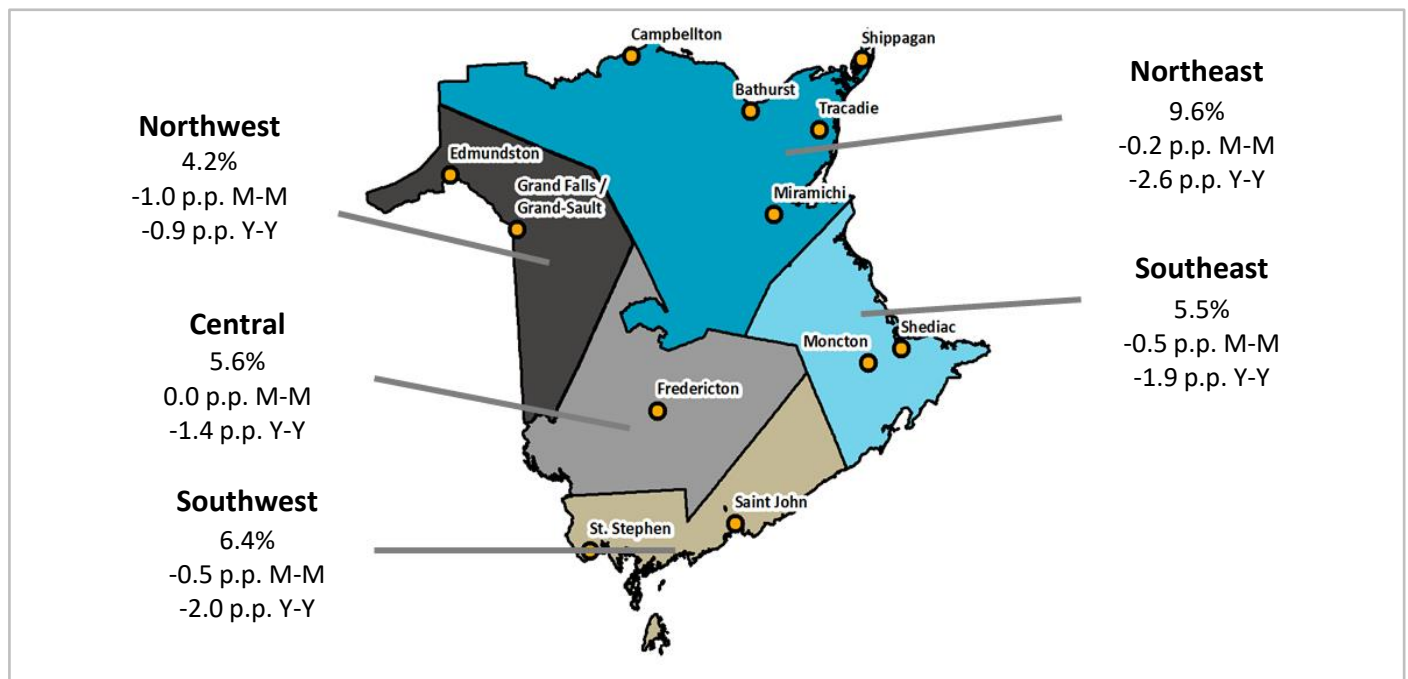 Northwest
4.2%
-1.0 p.p. M-M
-0.9 p.p. Y-Y
Central
5.6%
0.0 p.p. M-M
-1.4 p.p. Y-Y
Southwest
6.4%
-0.5 p.p. M-M
-2.0 p.p. Y-Y
Campbellton
Shippagan
Bathurst
Tracadie
Edmundston
Grand Falls /
Grand-Sault
Miramichi
Moncton
Shediac
Fredericton
Saint John
St. Stephen
Northeast
9.6%
-0.2 p.p. M-M
-2.6 p.p. Y-Y
Southeast
5.5%
-0.5 p.p. M-M
-1.9 p.p. Y-Y